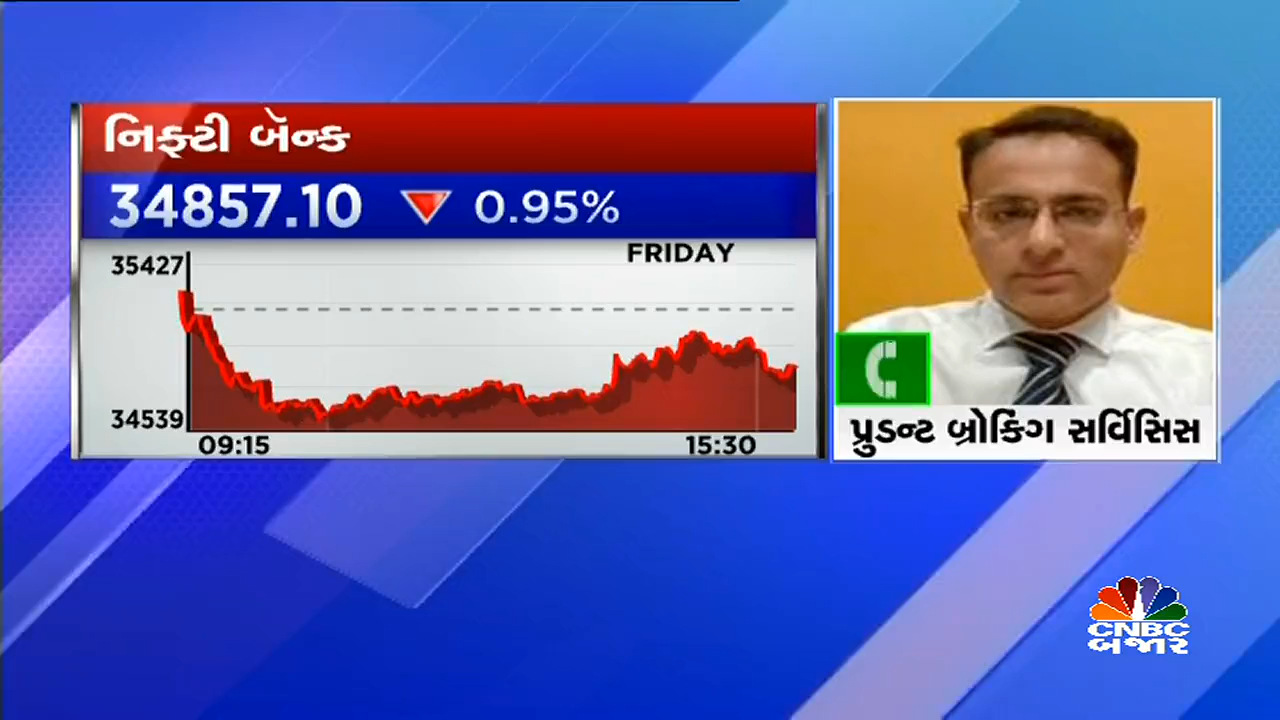 નિફ્ટી બૅન્ક
34857.10 0.95%
FRIDAY
35427
34539
09:15 15:30
પ્રુડન્ટ બ્રોકિંગ સર્વિસિસ
CNBC
બજાર